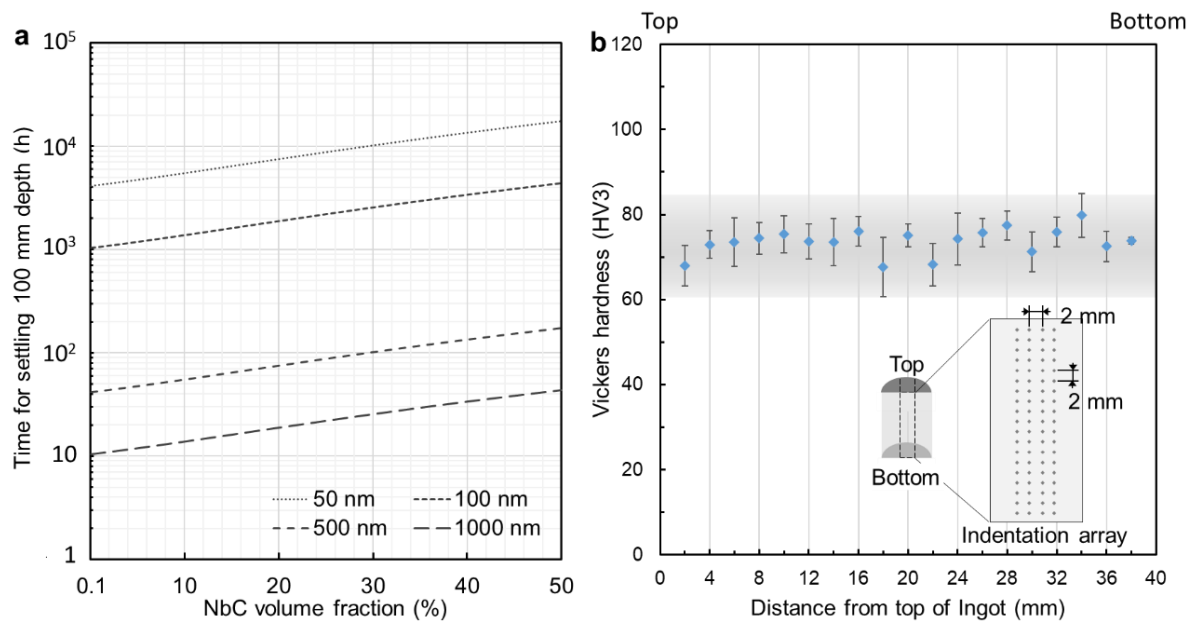 a
Time for settling 100 mm depth (h)
10⁵
10⁴
10³
10²
10
1
0.1 10 20 30 40 50
NbC volume fraction (%)
50 nm 100 nm
500 nm 1000 nm
Top Bottom
b
Vickers hardness (HV3)
120
100
80
60
40
20
0
0 4 8 12 16 20 24 28 32 36 40
Distance from top of Ingot (mm)
2 mm
Top
2 mm
Bottom
Indentation array